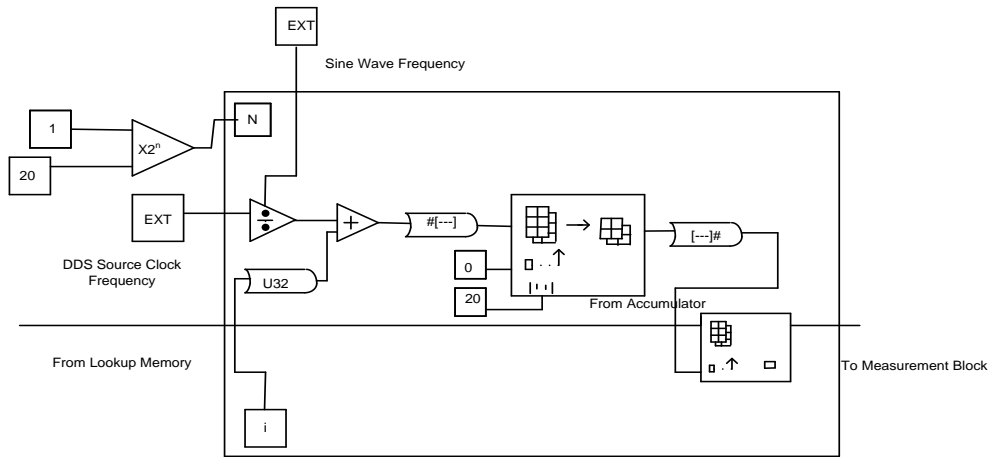 EXT
Sine Wave Frequency
1
N
X2ⁿ
20
EXT
DDS Source Clock
Frequency
÷
+
#[---]
[---]#
U32
0
20
From Accumulator
From Lookup Memory
To Measurement Block
i